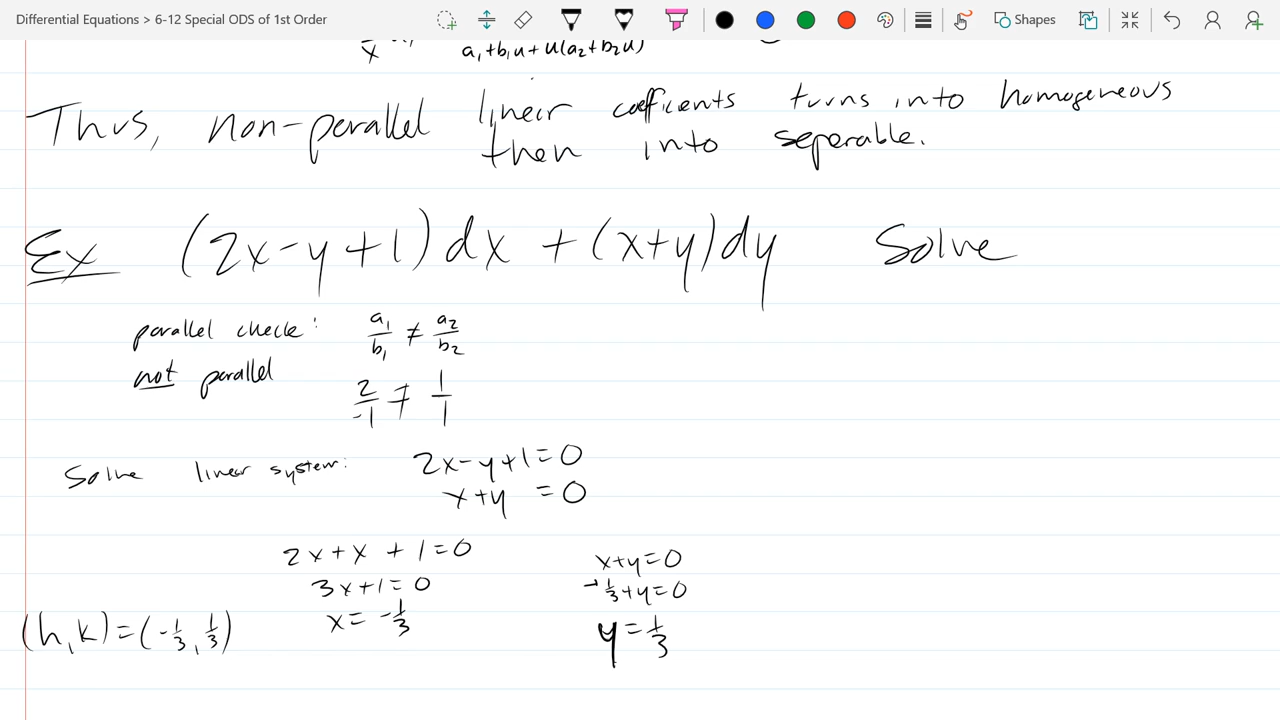 Differential Equations > 6-12 Special ODS of 1st Order
Shapes
x a1+b1u+u(a2+b2u)
Thus, non-perallel linear coefficents turns into homogeneous
then into seperable.
Ex (2x-y+1)dx + (x+y)dy Solve
parallel check: a1/b1 ≠ a2/b2
not parallel 2/-1 ≠ 1/1
Solve linear system: 2x-y+1=0
x+y =0
2x+x+1=0 x+y=0
3x+1=0 -1/3+y=0
x=-1/3 y=1/3
(h,k)=(-1/3,1/3)